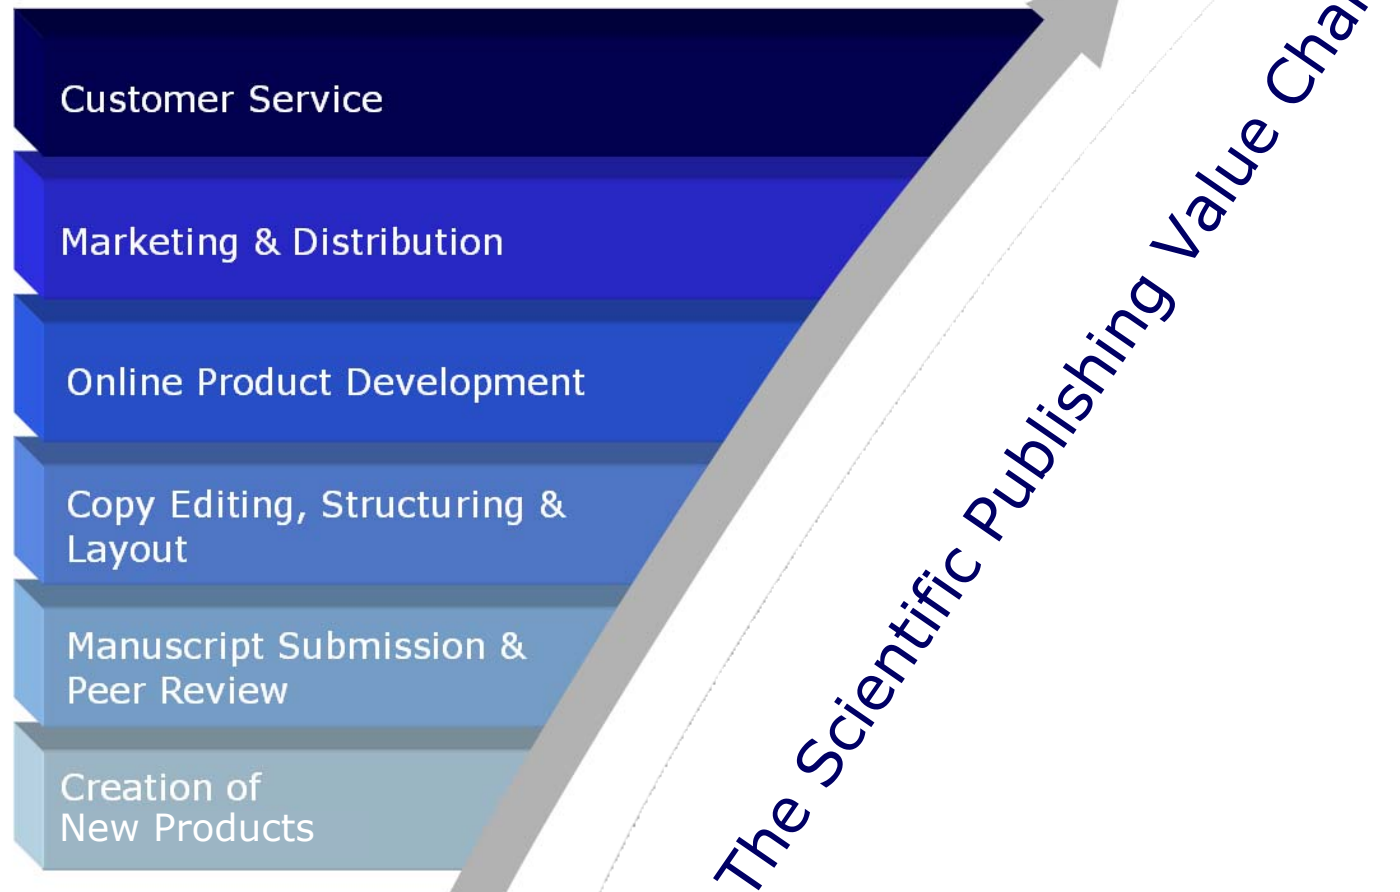 Customer Service
Marketing & Distribution
Online Product Development
Copy Editing, Structuring &
Layout
Manuscript Submission &
Peer Review
Creation of
New Products
The Scientific Publishing Value